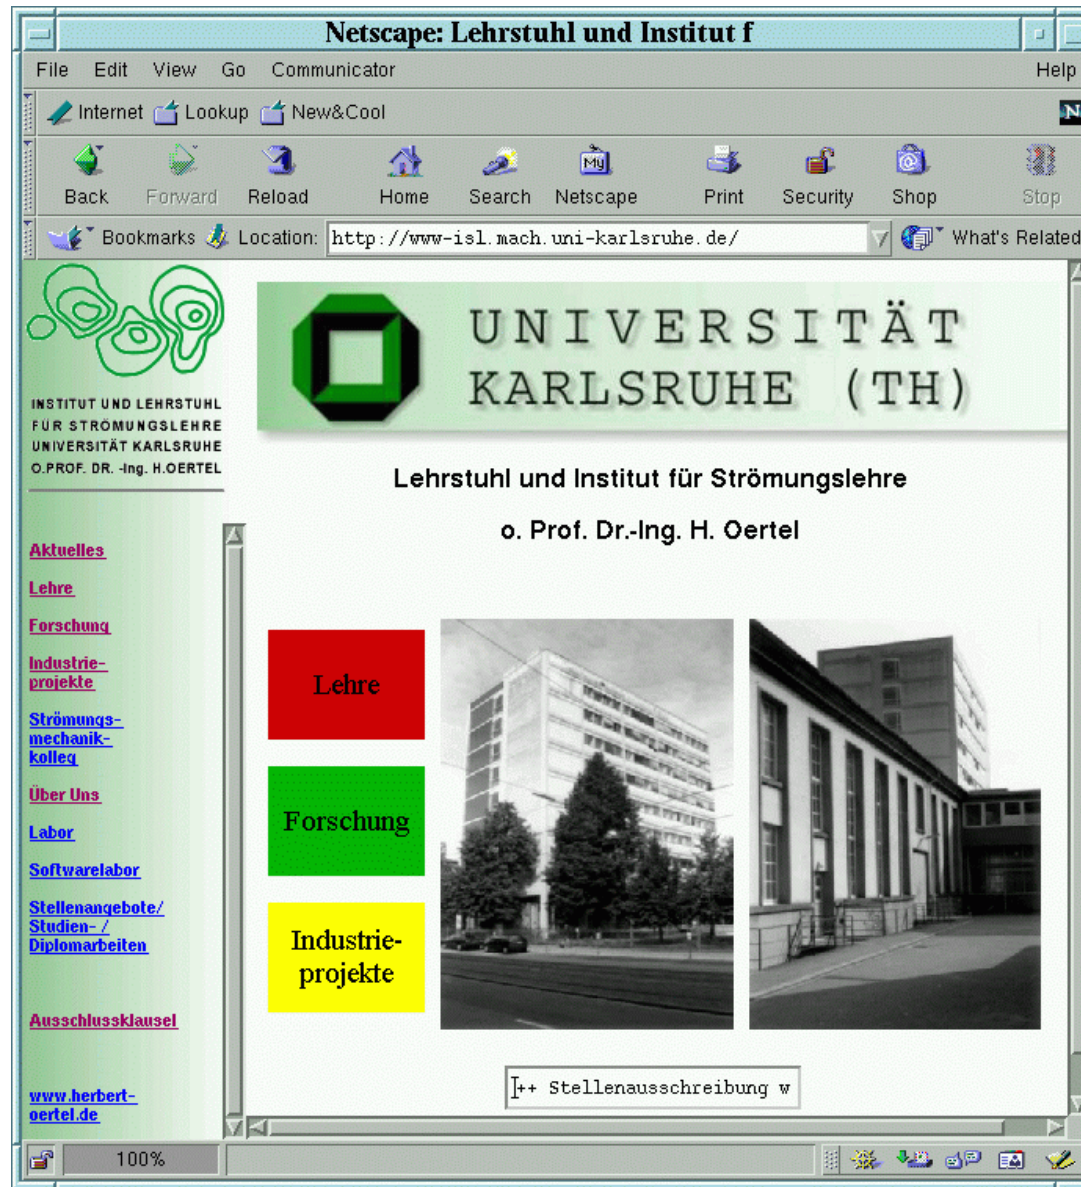 Netscape: Lehrstuhl und Institut f
File Edit View Go Communicator Help
Internet Lookup New&Cool N
Back Forward Reload Home Search Netscape Print Security Shop Stop
Bookmarks Location: http://www-isl.mach.uni-karlsruhe.de/ What's Related
INSTITUT UND LEHRSTUHL
FÜR STRÖMUNGSLEHRE
UNIVERSITÄT KARLSRUHE
O.PROF. DR. -Ing. H.OERTEL
Aktuelles
Lehre
Forschung
Industrie-
projekte
Strömungs-
mechanik-
kolleg
Über Uns
Labor
Softwarelabor
Stellenangebote/
Studien- /
Diplomarbeiten
Ausschlussklausel
www.herbert-
oertel.de
UNIVERSITÄT
KARLSRUHE (TH)
Lehrstuhl und Institut für Strömungslehre
o. Prof. Dr.-Ing. H. Oertel
Lehre
Forschung
Industrie-
projekte
++ Stellenausschreibung w
100%